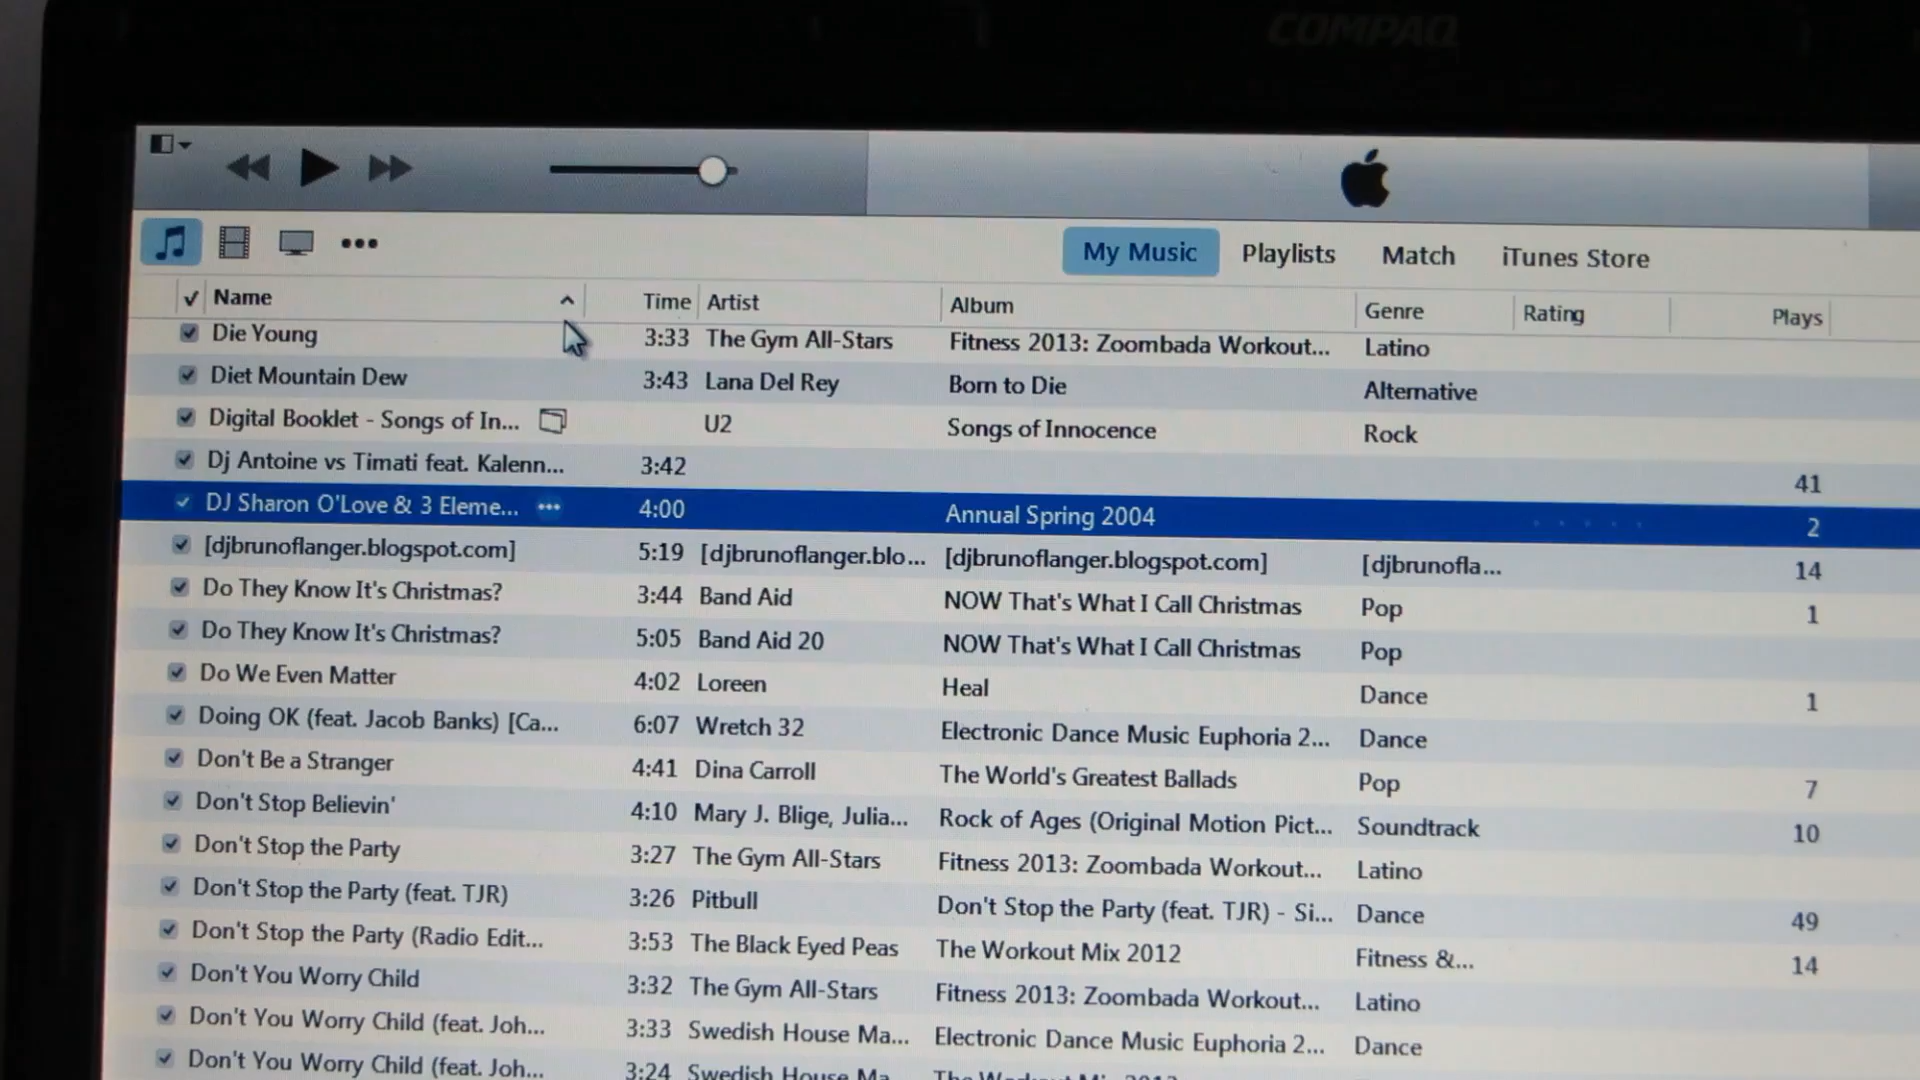 COMPAQ
My Music Playlists Match iTunes Store
Name Time Artist Album Genre Rating Plays
Die Young 3:33 The Gym All-Stars Fitness 2013: Zoombada Workout... Latino
Diet Mountain Dew 3:43 Lana Del Rey Born to Die Alternative
Digital Booklet - Songs of In... U2 Songs of Innocence Rock
Dj Antoine vs Timati feat. Kalenn... 3:42 41
DJ Sharon O'Love & 3 Eleme... 4:00 Annual Spring 2004 2
[djbrunoflanger.blogspot.com] 5:19 [djbrunoflanger.blo... [djbrunoflanger.blogspot.com] [djbrunofla... 14
Do They Know It's Christmas? 3:44 Band Aid NOW That's What I Call Christmas Pop 1
Do They Know It's Christmas? 5:05 Band Aid 20 NOW That's What I Call Christmas Pop
Do We Even Matter 4:02 Loreen Heal Dance 1
Doing OK (feat. Jacob Banks) [Ca... 6:07 Wretch 32 Electronic Dance Music Euphoria 2... Dance
Don't Be a Stranger 4:41 Dina Carroll The World's Greatest Ballads Pop 7
Don't Stop Believin' 4:10 Mary J. Blige, Julia... Rock of Ages (Original Motion Pict... Soundtrack 10
Don't Stop the Party 3:27 The Gym All-Stars Fitness 2013: Zoombada Workout... Latino
Don't Stop the Party (feat. TJR) 3:26 Pitbull Don't Stop the Party (feat. TJR) - Si... Dance 49
Don't Stop the Party (Radio Edit... 3:53 The Black Eyed Peas The Workout Mix 2012 Fitness &... 14
Don't You Worry Child 3:32 The Gym All-Stars Fitness 2013: Zoombada Workout... Latino
Don't You Worry Child (feat. Joh... 3:33 Swedish House Ma... Electronic Dance Music Euphoria 2... Dance
Don't You Worry Child (feat. Joh... 3:24 Swedish House Ma...